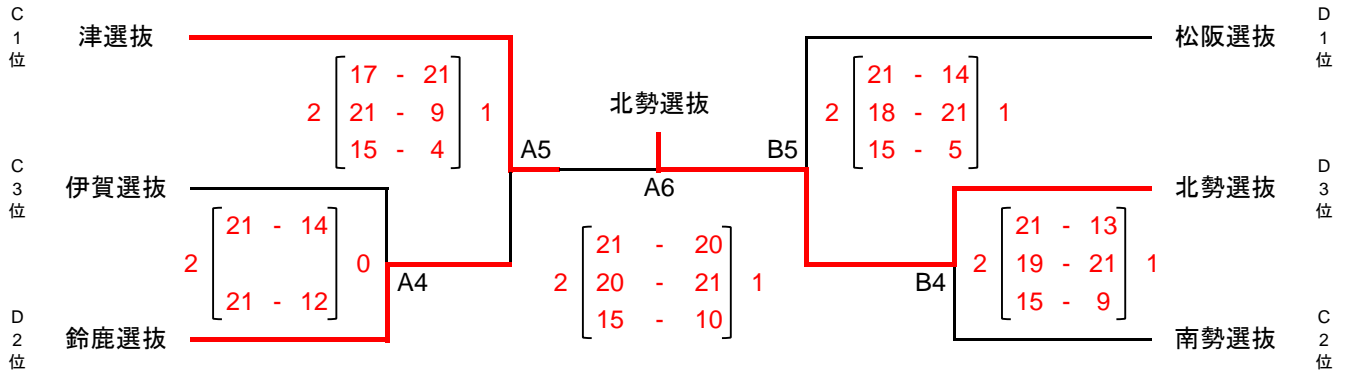 C
1
位
津選抜
17 - 21
2 21 - 9 1
15 - 4
A5
C
3
位
伊賀選抜
21 - 14
2 0
21 - 12
A4
D
2
位
鈴鹿選抜
北勢選抜
A6
21 - 20
2 20 - 21 1
15 - 10
D
1
位
松阪選抜
21 - 14
2 18 - 21 1
15 - 5
B5
D
3
位
北勢選抜
21 - 13
2 19 - 21 1
15 - 9
B4
C
2
位
南勢選抜